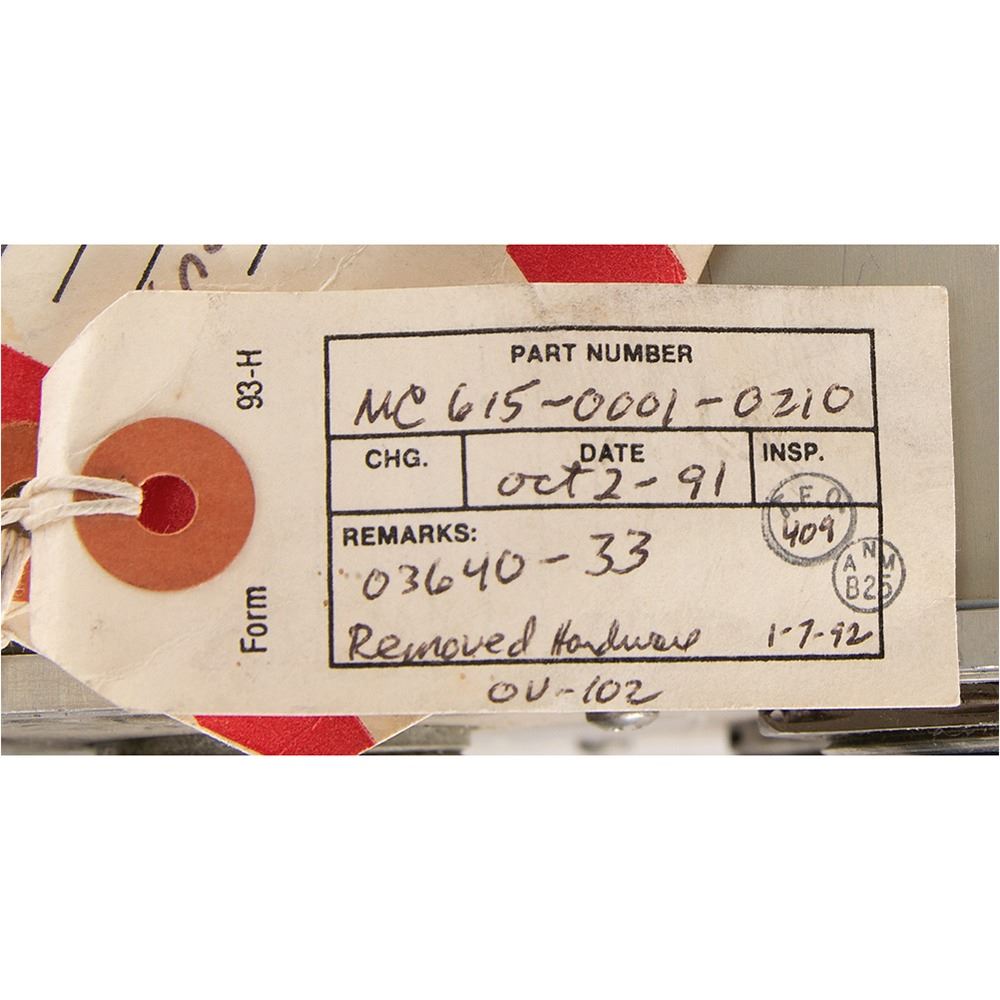 PART NUMBER
MC 615-0001-0210
CHG.
DATE
INSP.
Oct 2-91
409
REMARKS:
03640-33
A N M
B25
Removed Hardware 1-7-92
OV-102
Form 93-H